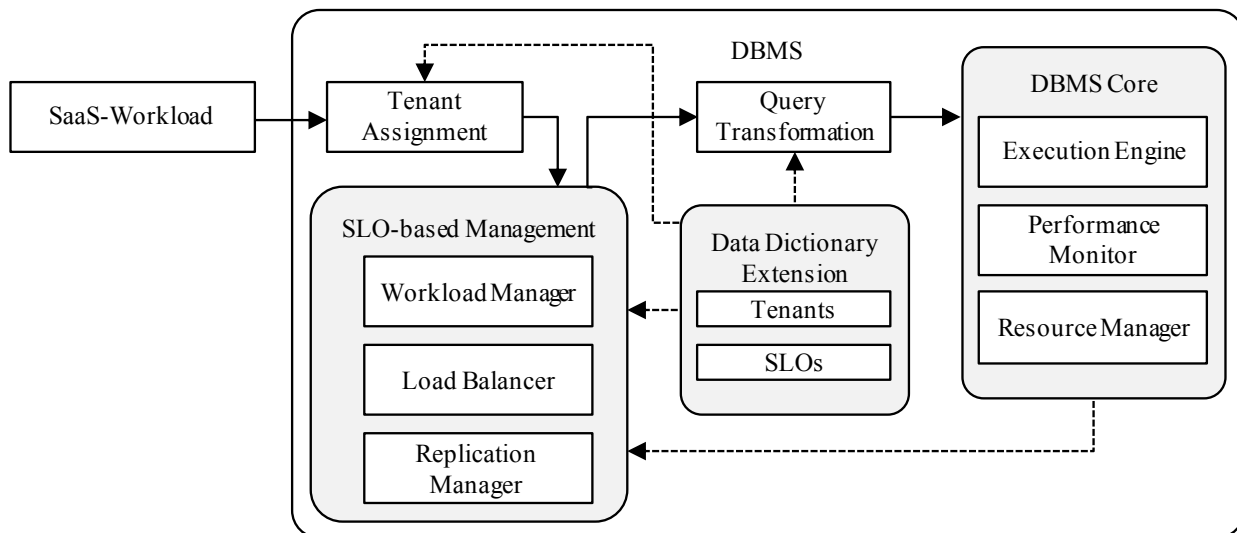 DBMS
SaaS-Workload
Tenant
Assignment
Query
Transformation
DBMS Core
Execution Engine
Performance
Monitor
Resource Manager
SLO-based Management
Workload Manager
Load Balancer
Replication
Manager
Data Dictionary
Extension
Tenants
SLOs